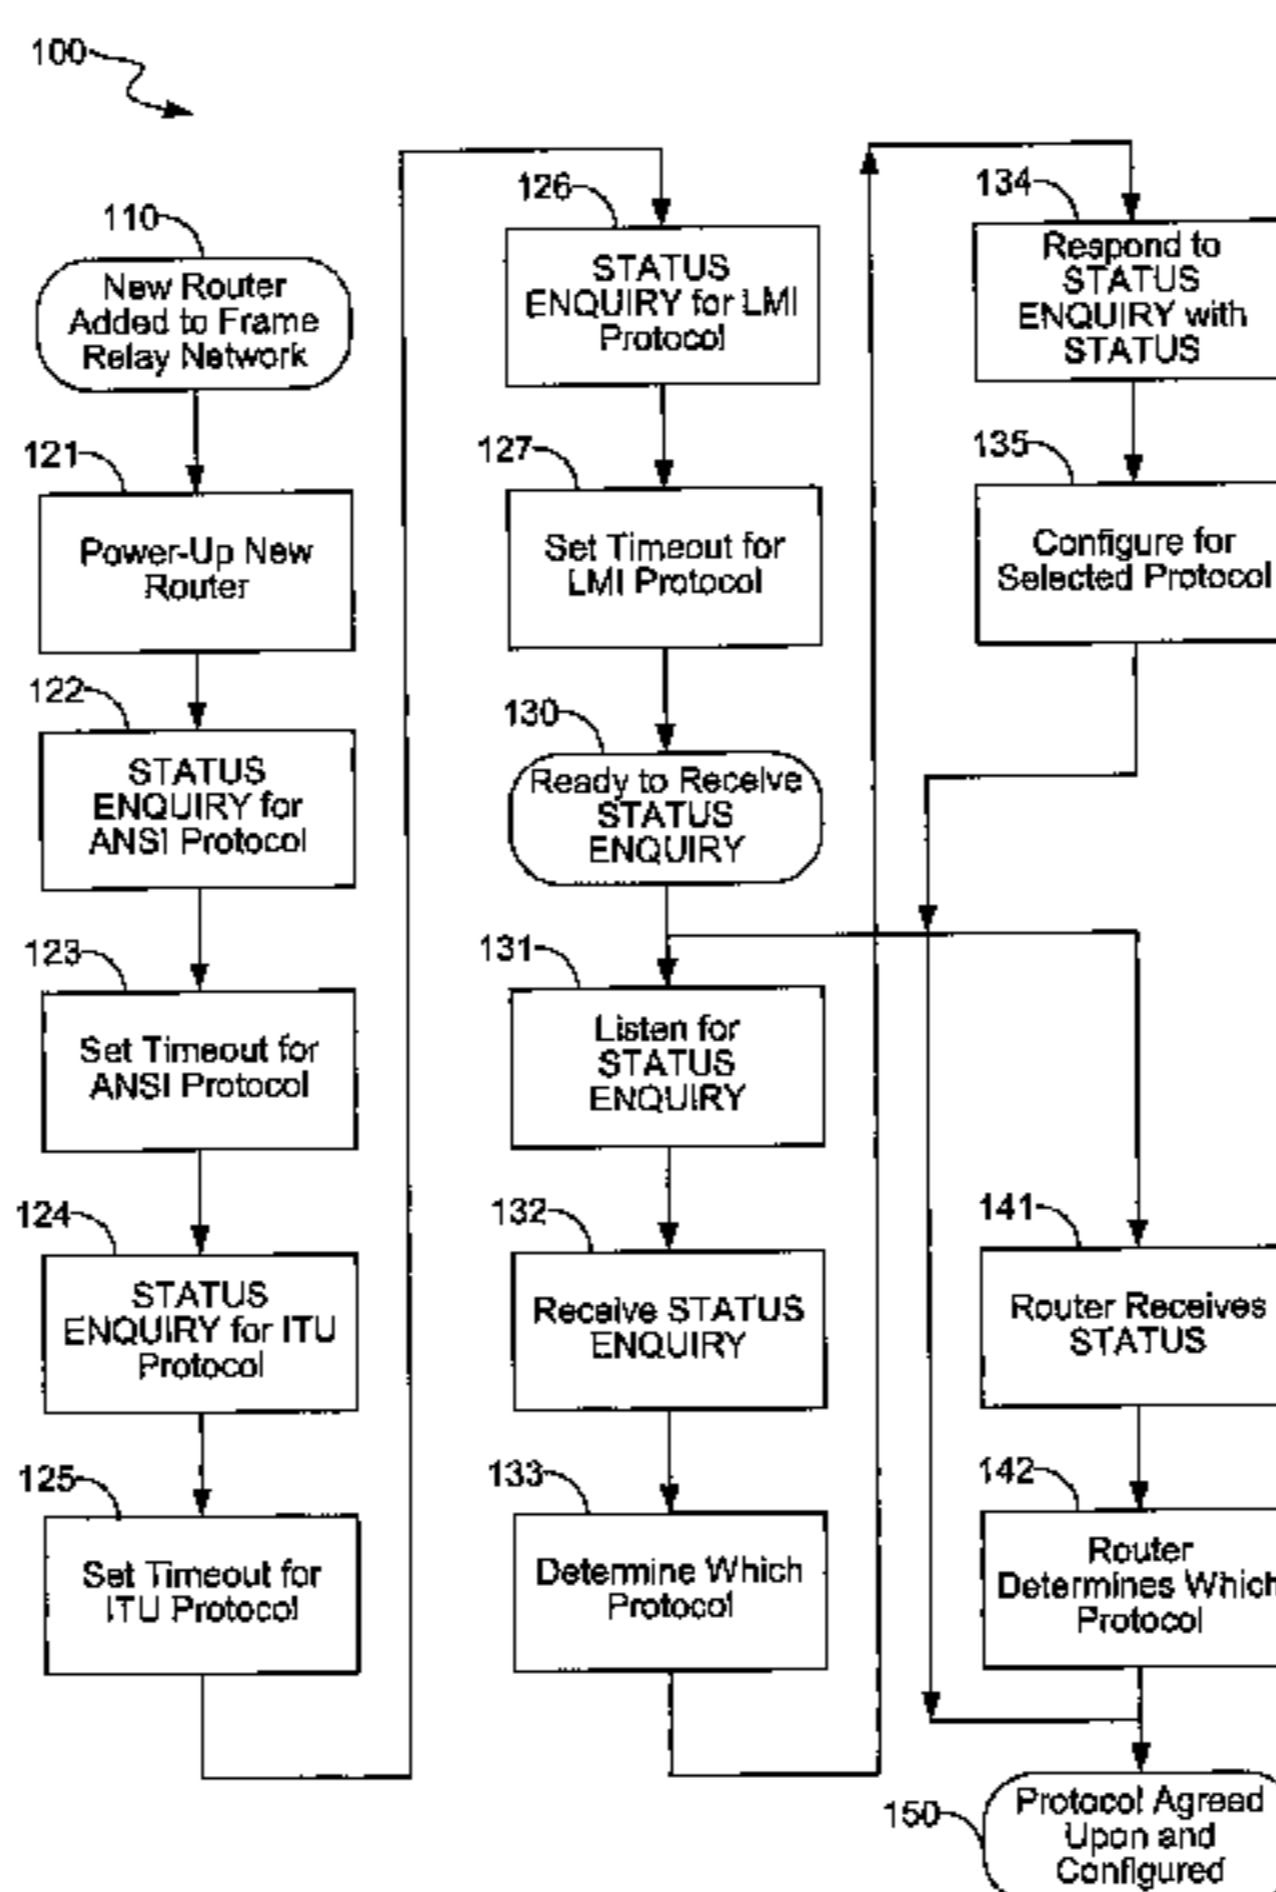 100
110
New Router
Added to Frame
Relay Network
121
Power-Up New
Router
122
STATUS
ENQUIRY for
ANSI Protocol
123
Set Timeout for
ANSI Protocol
124
STATUS
ENQUIRY for ITU
Protocol
125
Set Timeout for
ITU Protocol
126
STATUS
ENQUIRY for LMI
Protocol
127
Set Timeout for
LMI Protocol
130
Ready to Receive
STATUS
ENQUIRY
131
Listen for
STATUS
ENQUIRY
132
Receive STATUS
ENQUIRY
133
Determine Which
Protocol
134
Respond to
STATUS
ENQUIRY with
STATUS
135
Configure for
Selected Protocol
141
Router Receives
STATUS
142
Router
Determines Which
Protocol
150
Protocol Agreed
Upon and
Configured